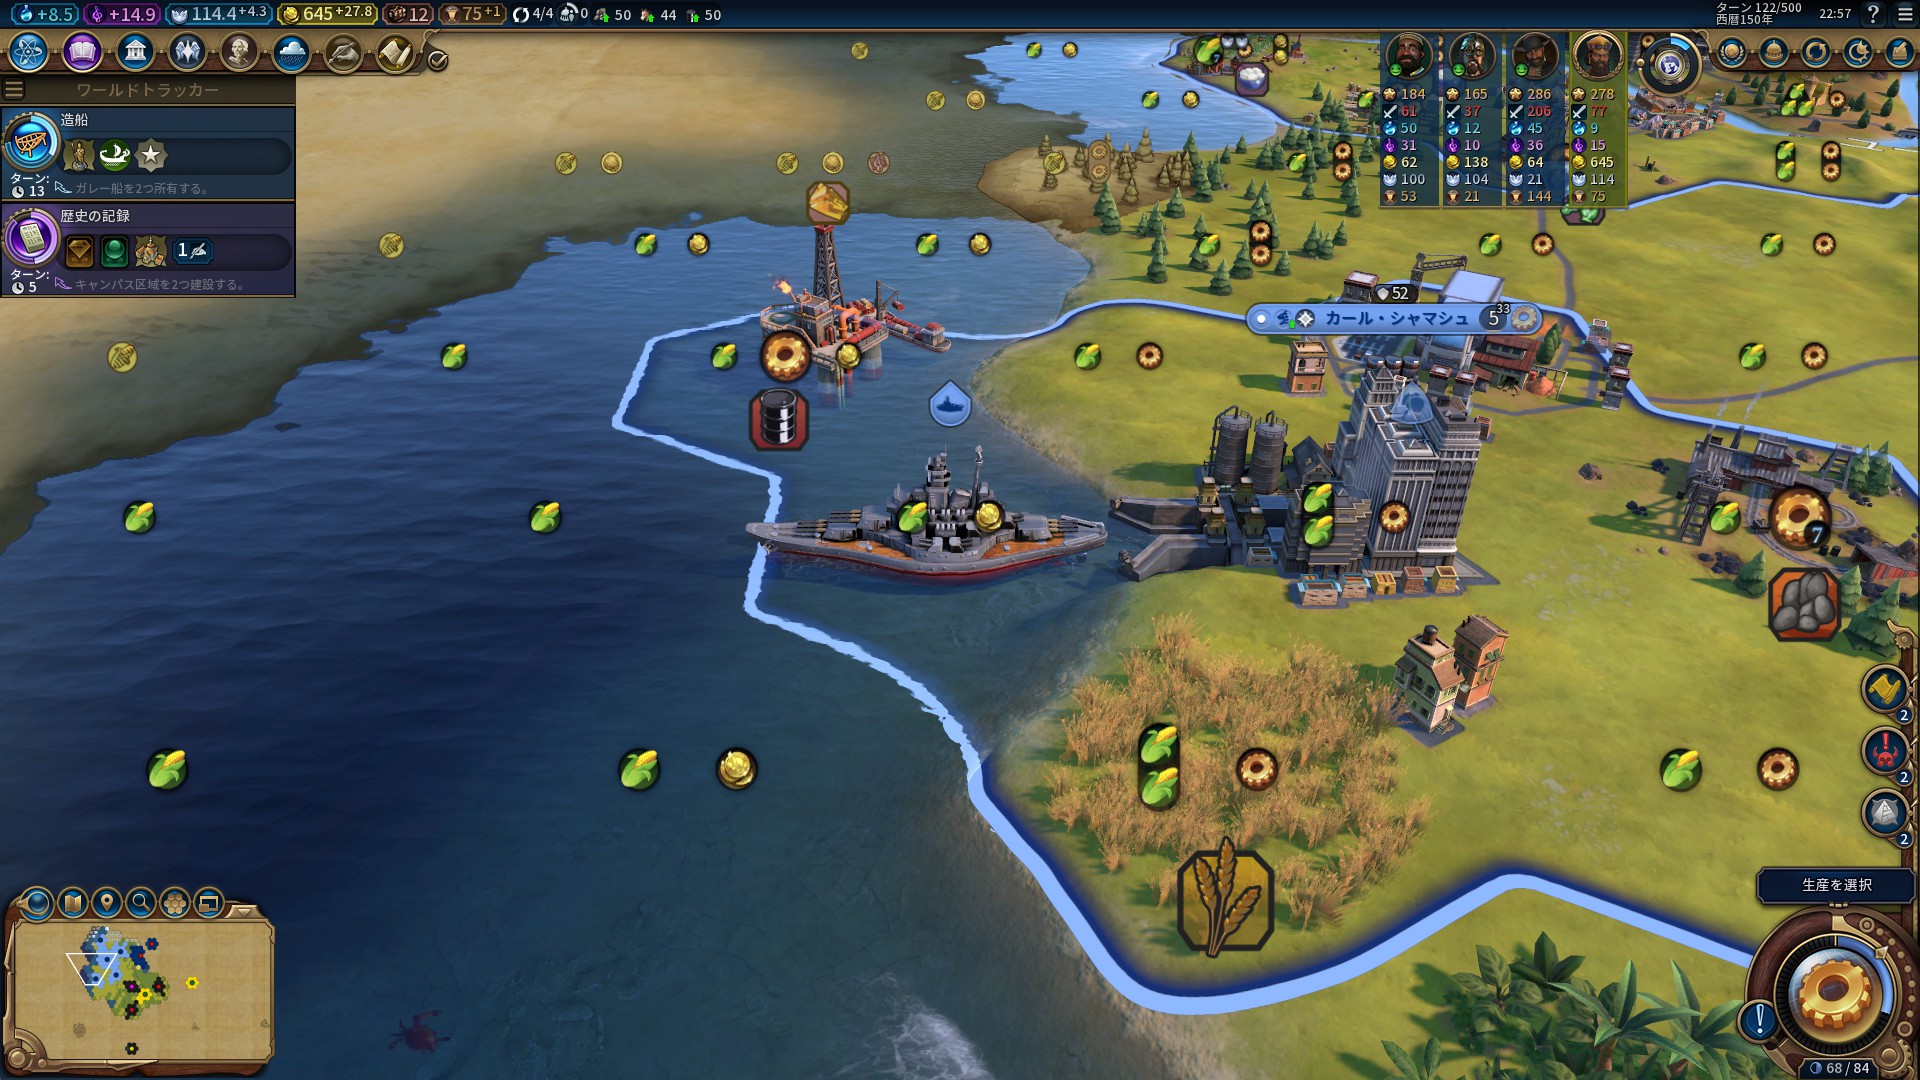 +8.5 +14.9 114.4+4.3 645+27.8 12 75+1 4/4 0 50 44 50
ターン 122/500
西暦150年
22:57
?
ワールドトラッカー
造船
ターン:
13
ガレー船を2つ所有する。
歴史の記録
1
ターン:
5
キャンパス区域を2つ建設する。
184 165 286 278
61 37 206 77
50 12 45 9
31 10 36 15
62 138 64 645
100 104 21 114
53 21 144 75
7
52
カール・シャマシュ 5 33
7
2
2
2
生産を選択
68 / 84